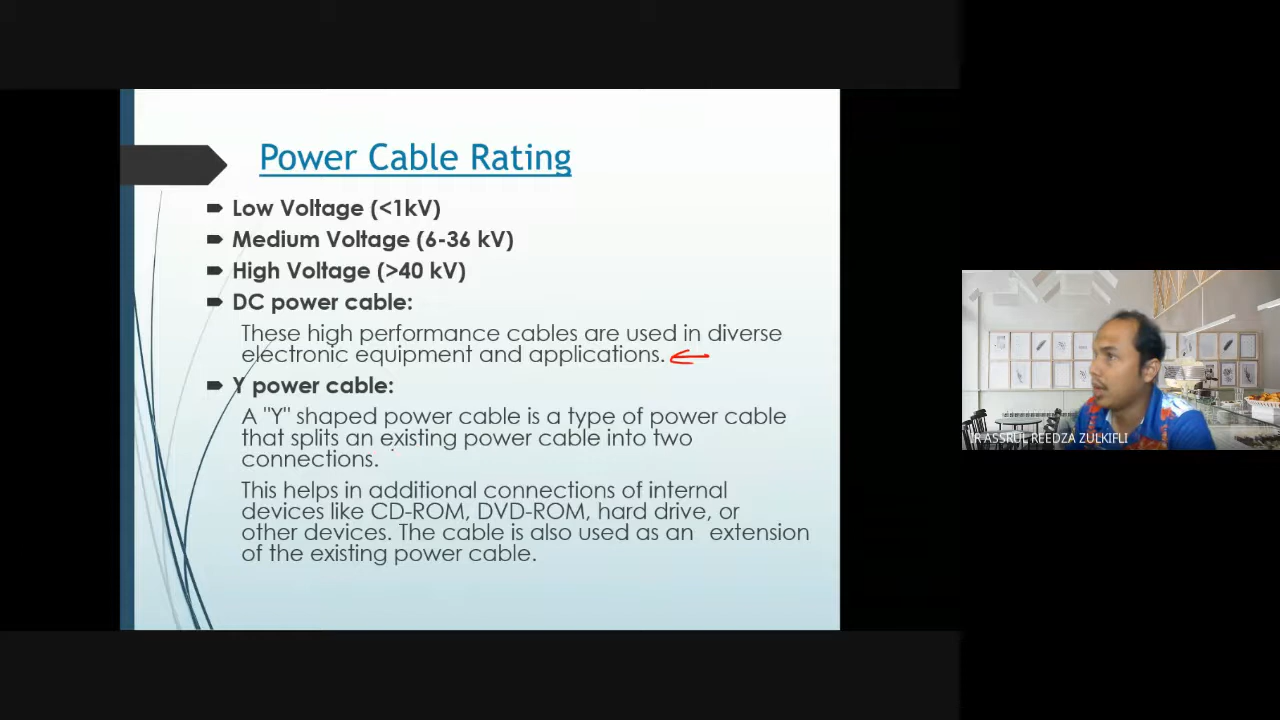 Power Cable Rating
Low Voltage (<1kV)
Medium Voltage (6-36 kV)
High Voltage (>40 kV)
DC power cable:
These high performance cables are used in diverse
electronic equipment and applications.
Y power cable:
A "Y" shaped power cable is a type of power cable
that splits an existing power cable into two
connections.
This helps in additional connections of internal
devices like CD-ROM, DVD-ROM, hard drive, or
other devices. The cable is also used as an extension
of the existing power cable.
R ASSRUL REEDZA ZULKIFLI